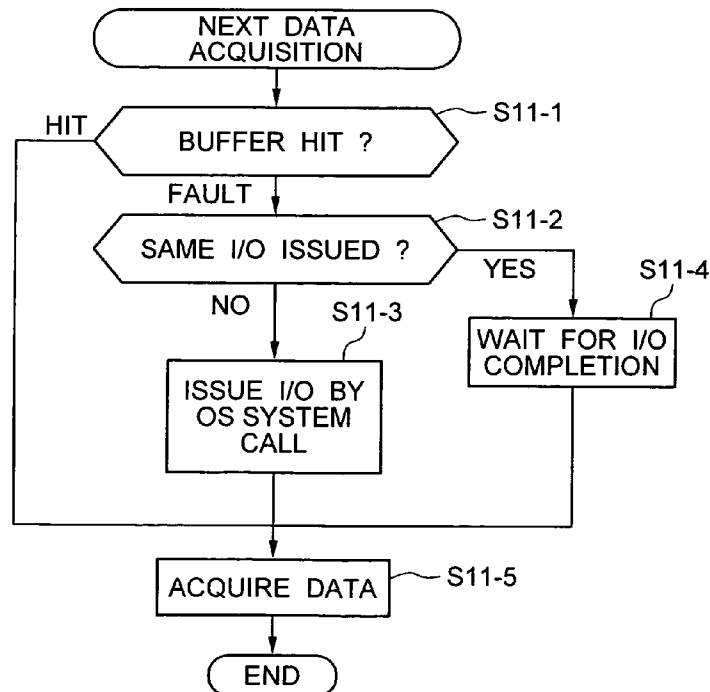 NEXT DATA
ACQUISITION
HIT
S11-1
BUFFER HIT ?
FAULT
S11-2
SAME I/O ISSUED ?
YES
S11-4
NO
S11-3
WAIT FOR I/O
COMPLETION
ISSUE I/O BY
OS SYSTEM
CALL
ACQUIRE DATA
S11-5
END